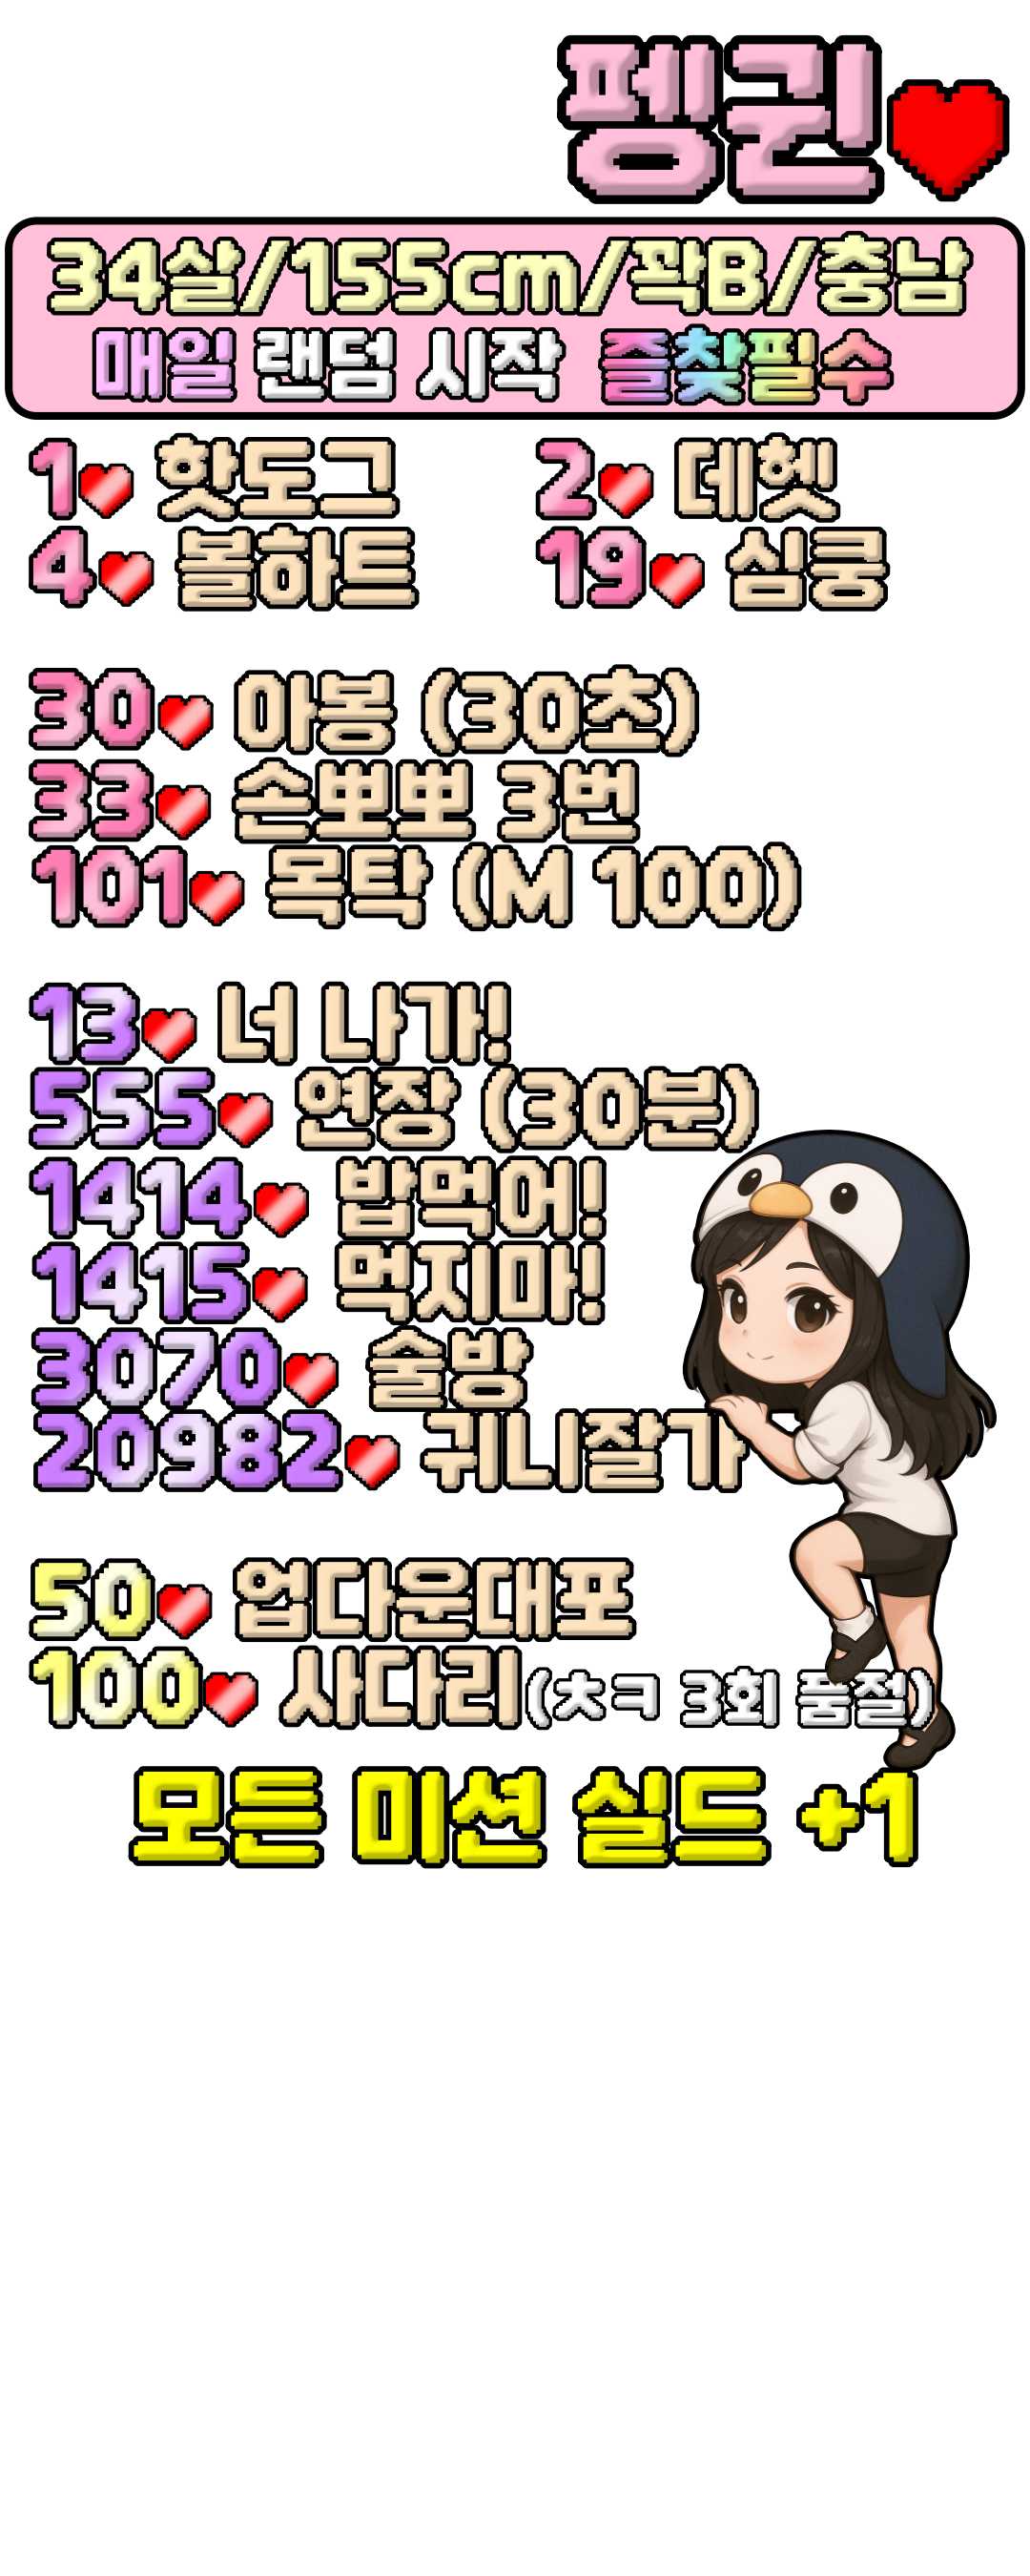 펭귄❤
34살/155cm/꽉B/충남
매일 랜덤 시작 즐찾필수
1❤ 핫도그 2❤ 데헷
4❤ 볼하트 19❤ 심쿵
30❤ 아봉 (30초)
33❤ 손뽀뽀 3번
101❤ 목탁 (M 100)
13❤ 너 나가!
555❤ 연장 (30분)
1414❤ 밥먹어!
1415❤ 먹지마!
3070❤ 술방
20982❤ 귀니잘가
50❤ 업다운대포
100❤ 사다리(ㅊㅋ 3회 품절)
모든 미션 실드 +1